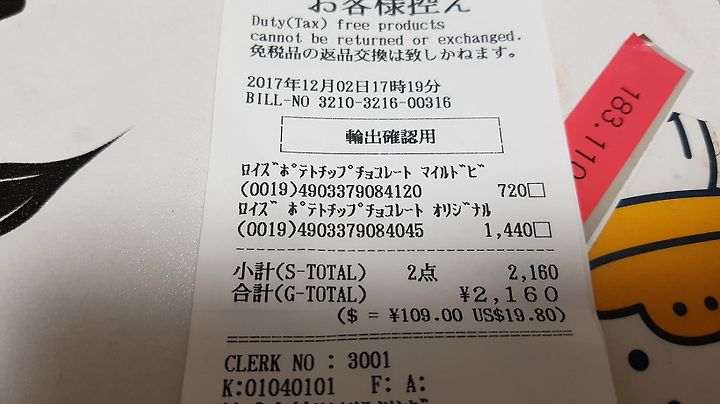 お客様控え
Duty(Tax) free products
cannot be returned or exchanged.
免税品の返品交換は致しかねます。
2017年12月02日17時19分
BILL-NO 3210-3216-00316
輸出確認用
ﾛｲｽﾞﾎﾟﾃﾄﾁｯﾌﾟﾁｮｺﾚｰﾄ ﾏｲﾙﾄﾞﾋﾞ
(0019)4903379084120 720□
ﾛｲｽﾞ ﾎﾟﾃﾄﾁｯﾌﾟﾁｮｺﾚｰﾄ ｵﾘｼﾞﾅﾙ
(0019)4903379084045 1,440□
小計(S-TOTAL) 2点 2,160
合計(G-TOTAL) ¥2,160
($ = ¥109.00 US$19.80)
CLERK NO : 3001
K:01040101 F: A:
183.110